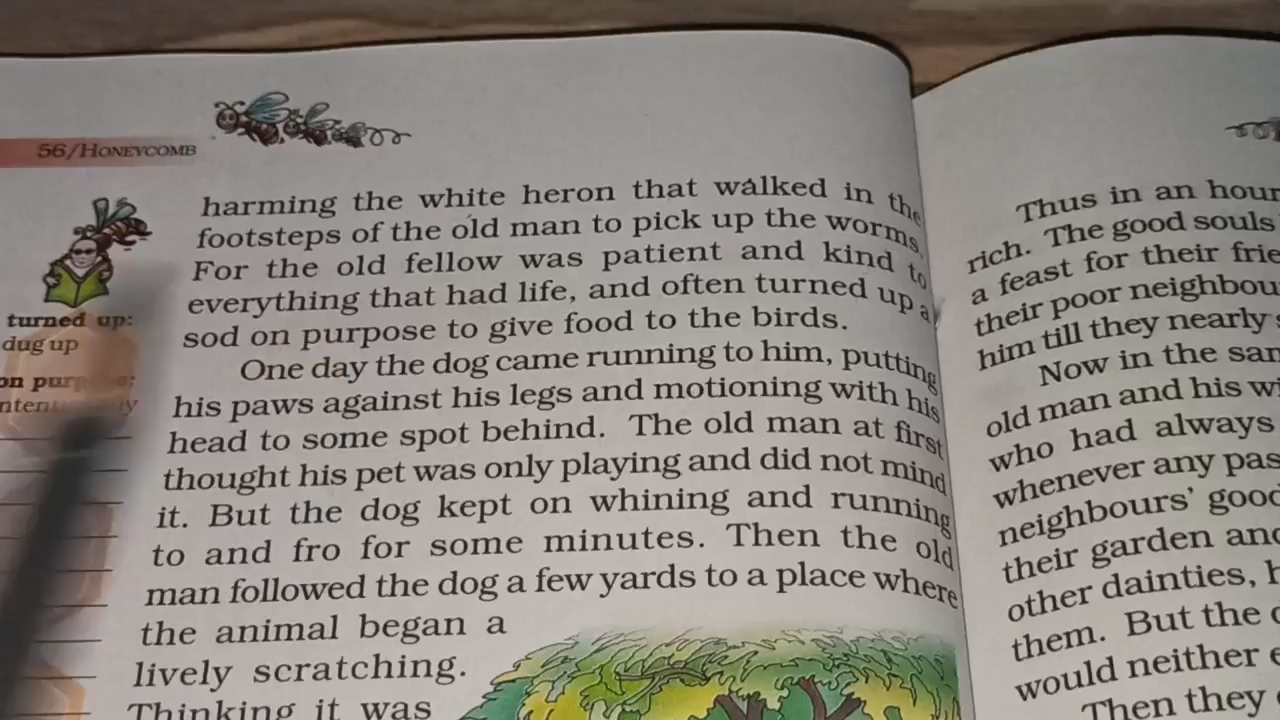 56/HONEYCOMB
harming the white heron that walked in the
footsteps of the old man to pick up the worms.
For the old fellow was patient and kind to
everything that had life, and often turned up a
sod on purpose to give food to the birds.
One day the dog came running to him, putting
his paws against his legs and motioning with his
head to some spot behind. The old man at first
thought his pet was only playing and did not mind
it. But the dog kept on whining and running
to and fro for some minutes. Then the old
man followed the dog a few yards to a place where
the animal began a
lively scratching.
Thinking it was
turned up:
dug up
on
Thus in an hour
rich. The good souls
a feast for their
their poor
him till they nearly
Now in the
old man and his
who had always
whenever any
neighbours' good
their garden and
other dainties,
them. But the
would neither
Then they